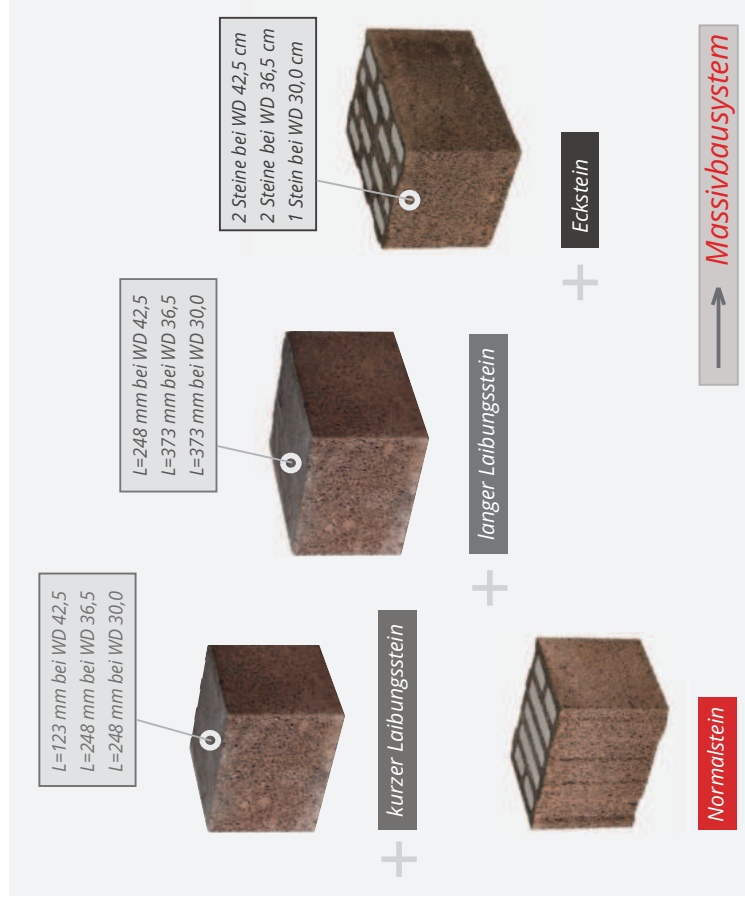 L=123 mm bei WD 42,5
L=248 mm bei WD 36,5
L=248 mm bei WD 30,0
L=248 mm bei WD 42,5
L=373 mm bei WD 36,5
L=373 mm bei WD 30,0
2 Steine bei WD 42,5 cm
2 Steine bei WD 36,5 cm
1 Stein bei WD 30,0 cm
+ kurzer Laibungsstein
+ langer Laibungsstein
+ Eckstein
Normalstein
→ Massivbausystem